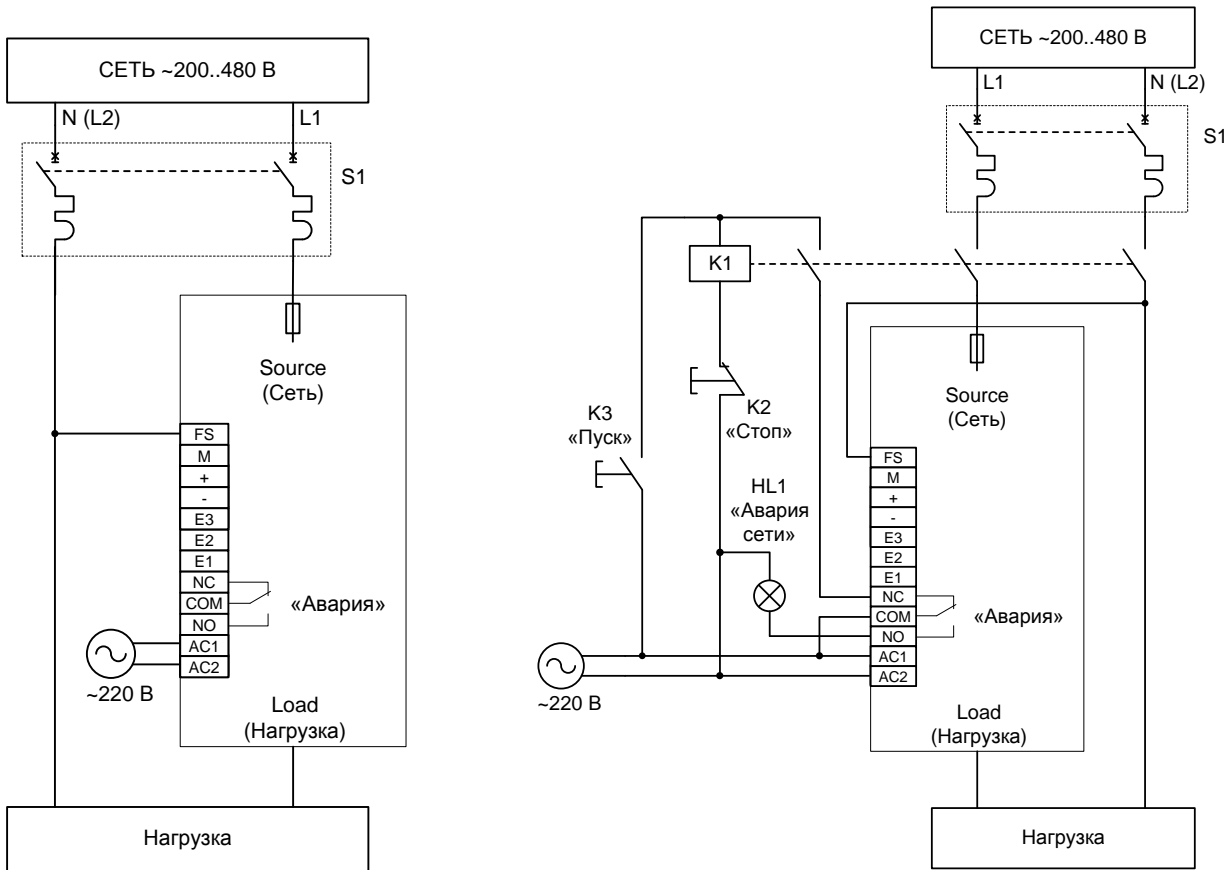 СЕТЬ ~200..480 В
N (L2)
L1
S1
Source
(Сеть)
FS
M
+
-
E3
E2
E1
NC
COM
NO
AC1
AC2
«Авария»
~220 В
Load
(Нагрузка)
Нагрузка
СЕТЬ ~200..480 В
L1
N (L2)
S1
K1
K3
«Пуск»
K2
«Стоп»
HL1
«Авария
сети»
Source
(Сеть)
FS
M
+
-
E3
E2
E1
NC
COM
NO
AC1
AC2
«Авария»
~220 В
Load
(Нагрузка)
Нагрузка